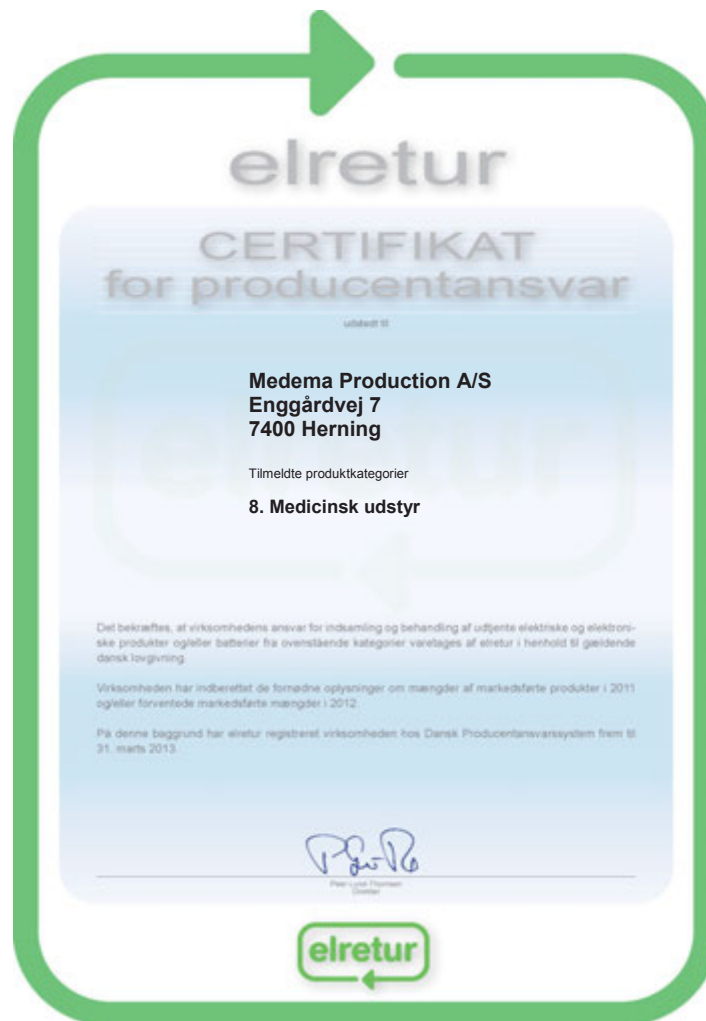 elretur
CERTIFIKAT
for producentansvar
udstedt til
Medema Production A/S
Enggårdvej 7
7400 Herning
Tilmeldte produktkategorier
8. Medicinsk udstyr
Det bekræftes, at virksomhedens ansvar for indsamling og behandling af udtjente elektriske og elektroni-
ske produkter og/eller batterier fra ovenstående kategorier varetages af elretur i henhold til gældende
dansk lovgivning.
Virksomheden har indberettet de fornødne oplysninger om mængder af markedsførte produkter i 2011
og/eller forventede markedsførte mængder i 2012.
På denne baggrund har elretur registreret virksomheden hos Dansk Producentansvarssystem frem til
31. marts 2013.
Direktør
elretur